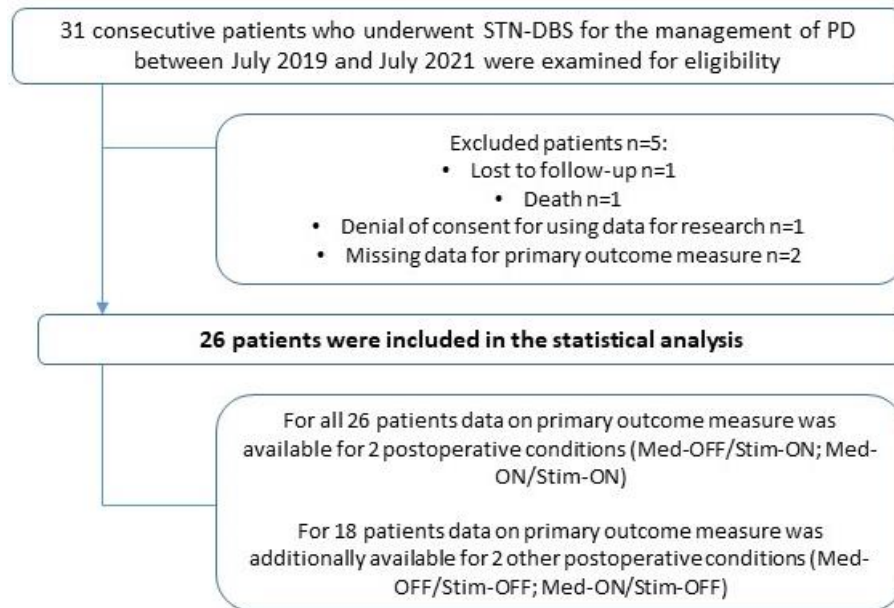 31 consecutive patients who underwent STN-DBS for the management of PD
between July 2019 and July 2021 were examined for eligibility
Excluded patients n=5:
• Lost to follow-up n=1
• Death n=1
• Denial of consent for using data for research n=1
• Missing data for primary outcome measure n=2
26 patients were included in the statistical analysis
For all 26 patients data on primary outcome measure was
available for 2 postoperative conditions (Med-OFF/Stim-ON; Med-
ON/Stim-ON)
For 18 patients data on primary outcome measure was
additionally available for 2 other postoperative conditions (Med-
OFF/Stim-OFF; Med-ON/Stim-OFF)